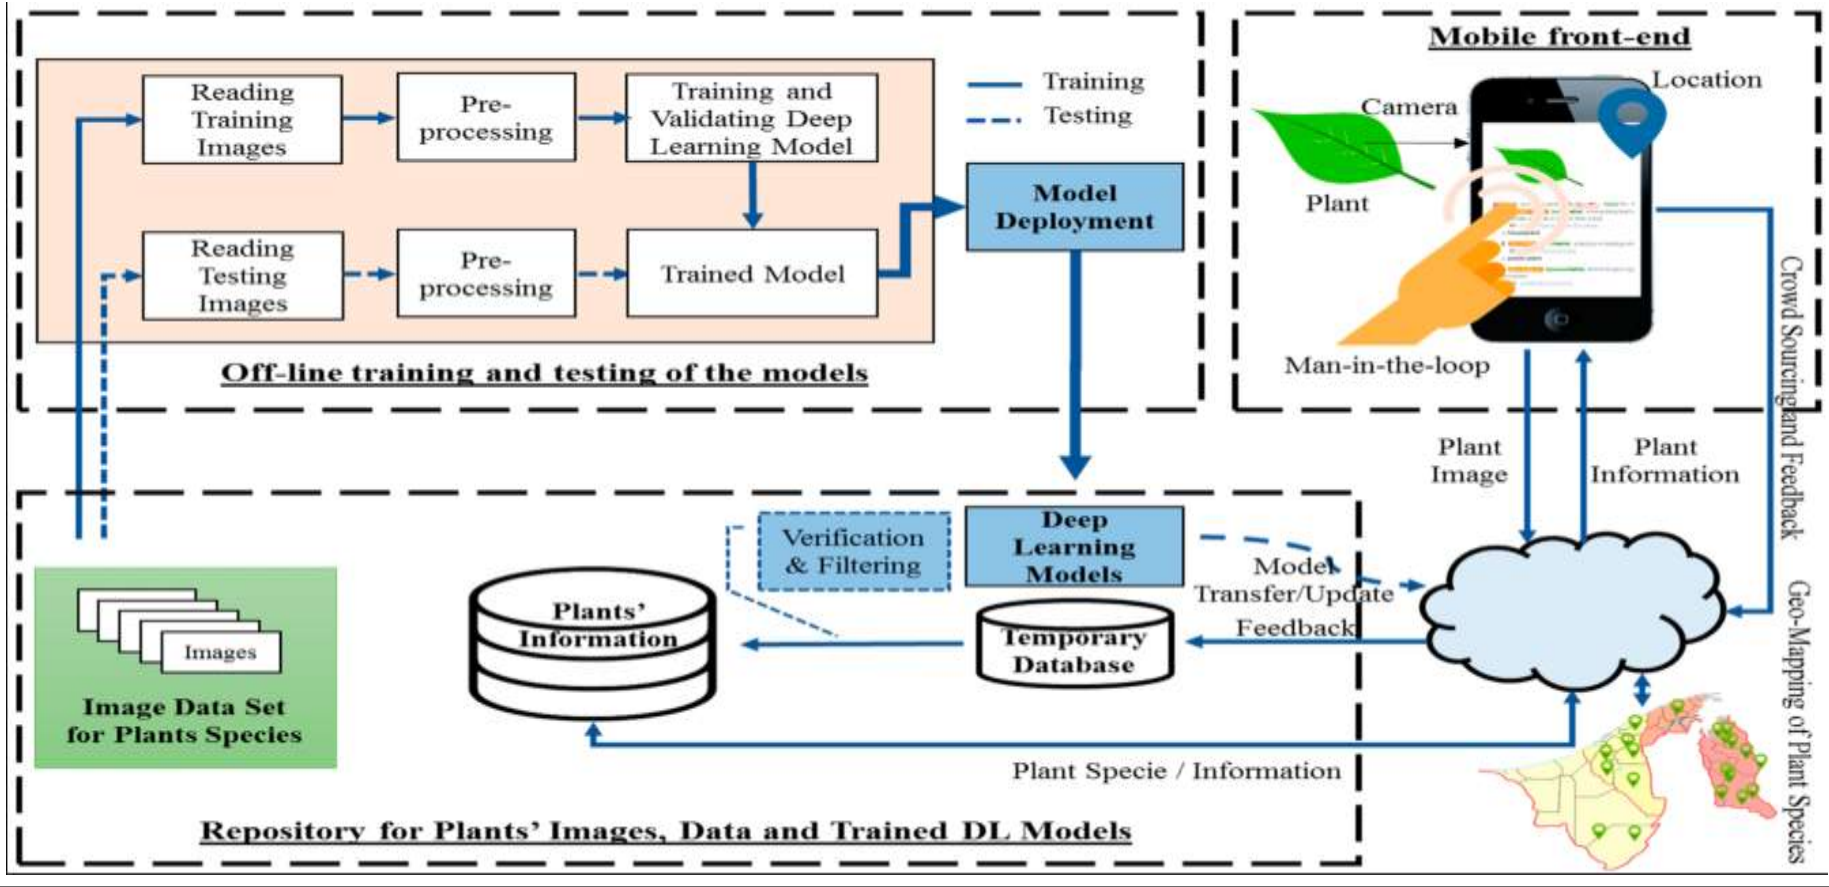 Reading
Training
Images
Pre-
processing
Training and
Validating Deep
Learning Model
Training
Testing
Reading
Testing
Images
Pre-
processing
Trained Model
Model
Deployment
Off-line training and testing of the models
Mobile front-end
Location
Camera
Plant
Man-in-the-loop
Plant
Image
Plant
Information
Crowd Sourcing and Feedback
Images
Image Data Set
for Plants Species
Plants'
Information
Verification
& Filtering
Deep
Learning
Models
Temporary
Database
Model
Transfer/Update
Feedback
Plant Specie / Information
Geo-Mapping of Plant Species
Repository for Plants' Images, Data and Trained DL Models